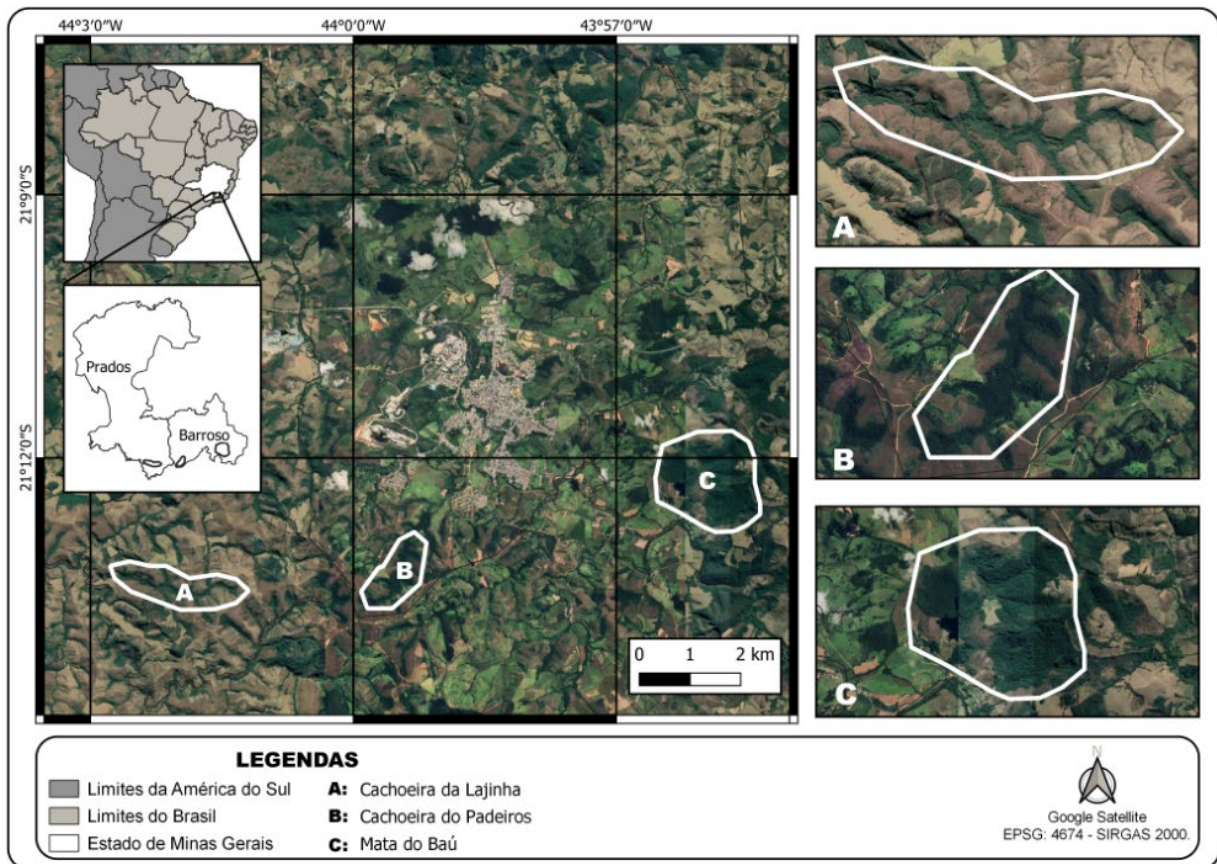 44°3'0"W
44°0'0"W
43°57'0"W
21°9'0"S
21°12'0"S
Prados
Barroso
A
B
C
0 1 2 km
A
B
C
LEGENDAS
Limites da América do Sul
Limites do Brasil
Estado de Minas Gerais
A: Cachoeira da Lajinha
B: Cachoeira do Padeiros
C: Mata do Baú
N
Google Satellite
EPSG: 4674 - SIRGAS 2000.